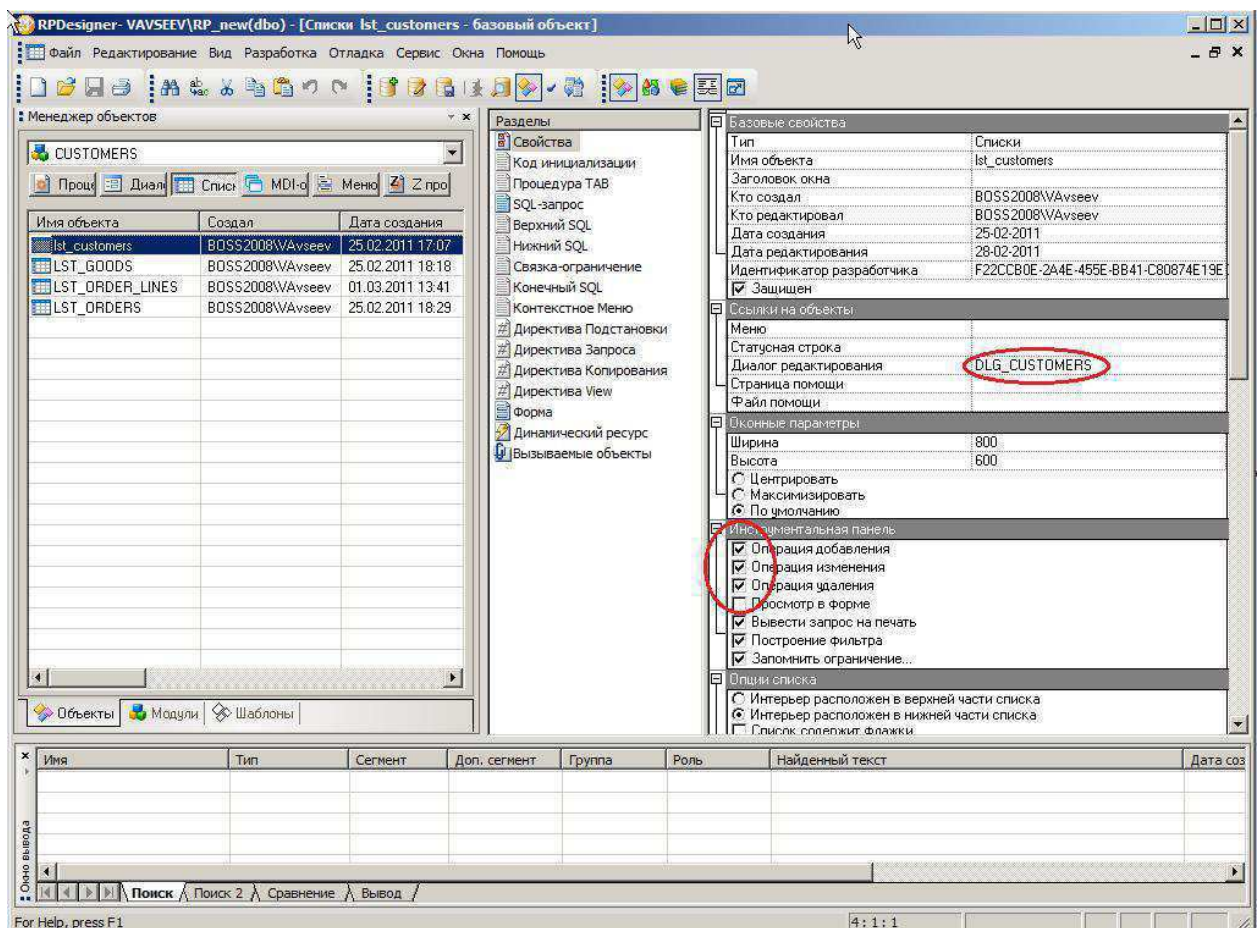 RPDesigner- VAVSEEV\RP_new(dbo) - [Списки lst_customers - базовый объект]
Файл Редактирование Вид Разработка Отладка Сервис Окна Помощь
Менеджер объектов
CUSTOMERS
Проц Диал Списк MDI-о Меню Z про
Имя объекта Создал Дата создания
lst_customers BOSS2008\VAvseev 25.02.2011 17:07
LST_GOODS BOSS2008\VAvseev 25.02.2011 18:18
LST_ORDER_LINES BOSS2008\VAvseev 01.03.2011 13:41
LST_ORDERS BOSS2008\VAvseev 25.02.2011 18:29
Объекты Модули Шаблоны
Разделы
Свойства
Код инициализации
Процедура TAB
SQL-запрос
Верхний SQL
Нижний SQL
Связка-ограничение
Конечный SQL
Контекстное Меню
Директива Подстановки
Директива Запроса
Директива Копирования
Директива View
Форма
Динамический ресурс
Вызываемые объекты
Базовые свойства
Тип Списки
Имя объекта lst_customers
Заголовок окна
Кто создал BOSS2008\VAvseev
Кто редактировал BOSS2008\VAvseev
Дата создания 25-02-2011
Дата редактирования 28-02-2011
Идентификатор разработчика F22CCB0E-2A4E-455E-BB41-C80874E19E
Защищен
Ссылки на объекты
Меню
Статусная строка
Диалог редактирования DLG_CUSTOMERS
Страница помощи
Файл помощи
Оконные параметры
Ширина 800
Высота 600
Центрировать
Максимизировать
По умолчанию
Инструментальная панель
Операция добавления
Операция изменения
Операция удаления
Просмотр в форме
Вывести запрос на печать
Построение фильтра
Запомнить ограничение...
Опции списка
Интерьер расположен в верхней части списка
Интерьер расположен в нижней части списка
Список содержит флажки
Имя Тип Сегмент Доп. сегмент Группа Роль Найденный текст Дата соз
Окно вывода
Поиск Поиск 2 Сравнение Вывод
For Help, press F1 4:1:1